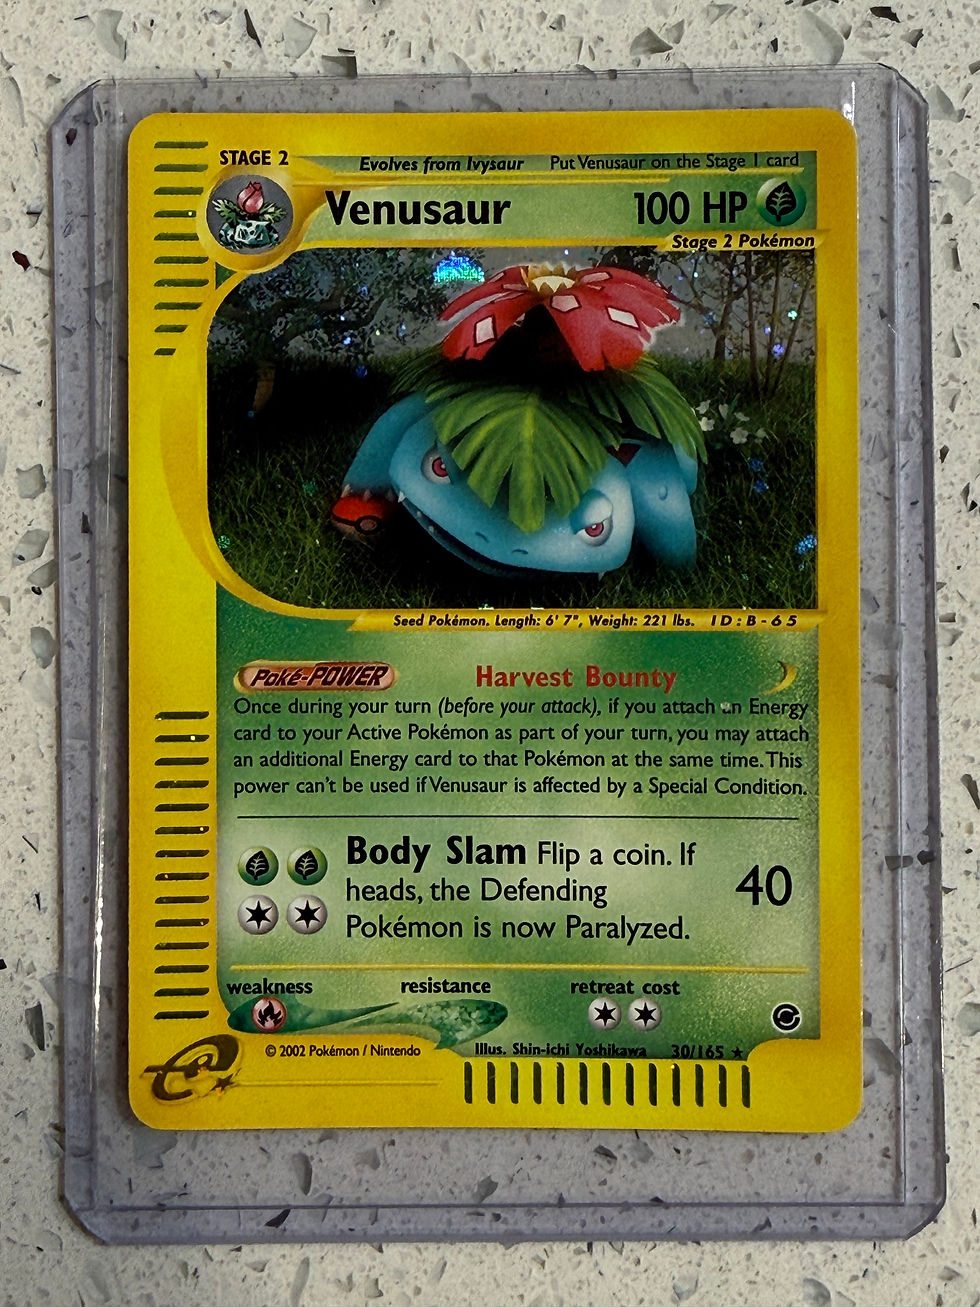 STAGE 2
Evolves from Ivysaur Put Venusaur on the Stage 1 card
Venusaur 100 HP
Stage 2 Pokémon
Seed Pokémon. Length: 6' 7", Weight: 221 lbs. ID:B-65
Poké-POWER Harvest Bounty
Once during your turn (before your attack), if you attach an Energy
card to your Active Pokémon as part of your turn, you may attach
an additional Energy card to that Pokémon at the same time. This
power can't be used if Venusaur is affected by a Special Condition.
Body Slam Flip a coin. If
heads, the Defending
Pokémon is now Paralyzed.
40
weakness resistance retreat cost
© 2002 Pokémon / Nintendo Illus. Shin-ichi Yoshikawa 30/165 ★
e